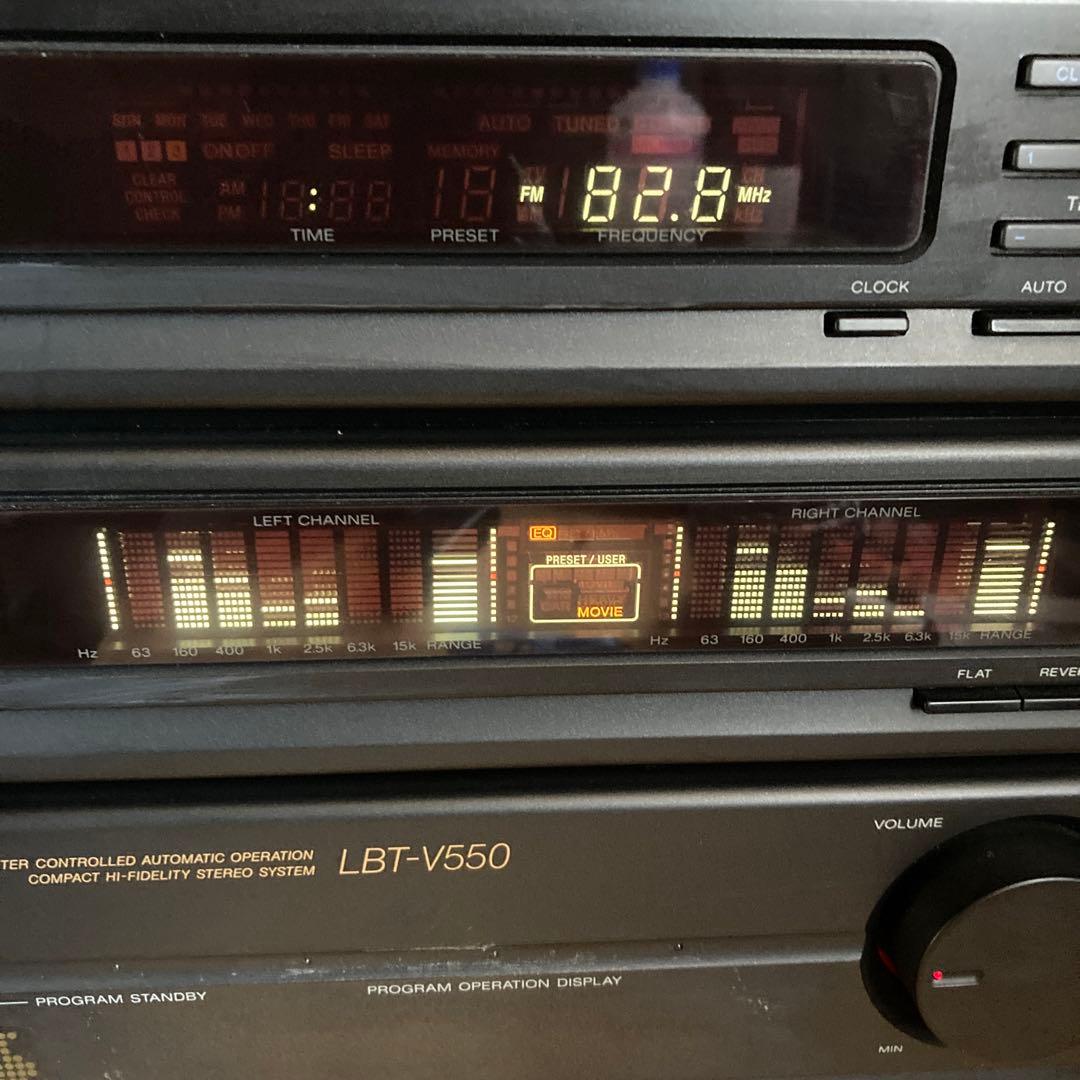 SUN MON TUE WED THU FRI SAT
AUTO TUNED
1 2 3 ON OFF SLEEP MEMORY
CLEAR
CONTROL
CHECK
AM
PM
18:88
18
FM
82.8 MHz
TIME
PRESET
FREQUENCY
CL
1
CLOCK
AUTO
LEFT CHANNEL
EQ
PRESET / USER
MOVIE
RIGHT CHANNEL
Hz 63 160 400 1k 2.5k 6.3k 15k RANGE
Hz 63 160 400 1k 2.5k 6.3k 15k RANGE
FLAT
VOLUME
TER CONTROLLED AUTOMATIC OPERATION
COMPACT HI-FIDELITY STEREO SYSTEM
LBT-V550
PROGRAM STANDBY
PROGRAM OPERATION DISPLAY
MIN